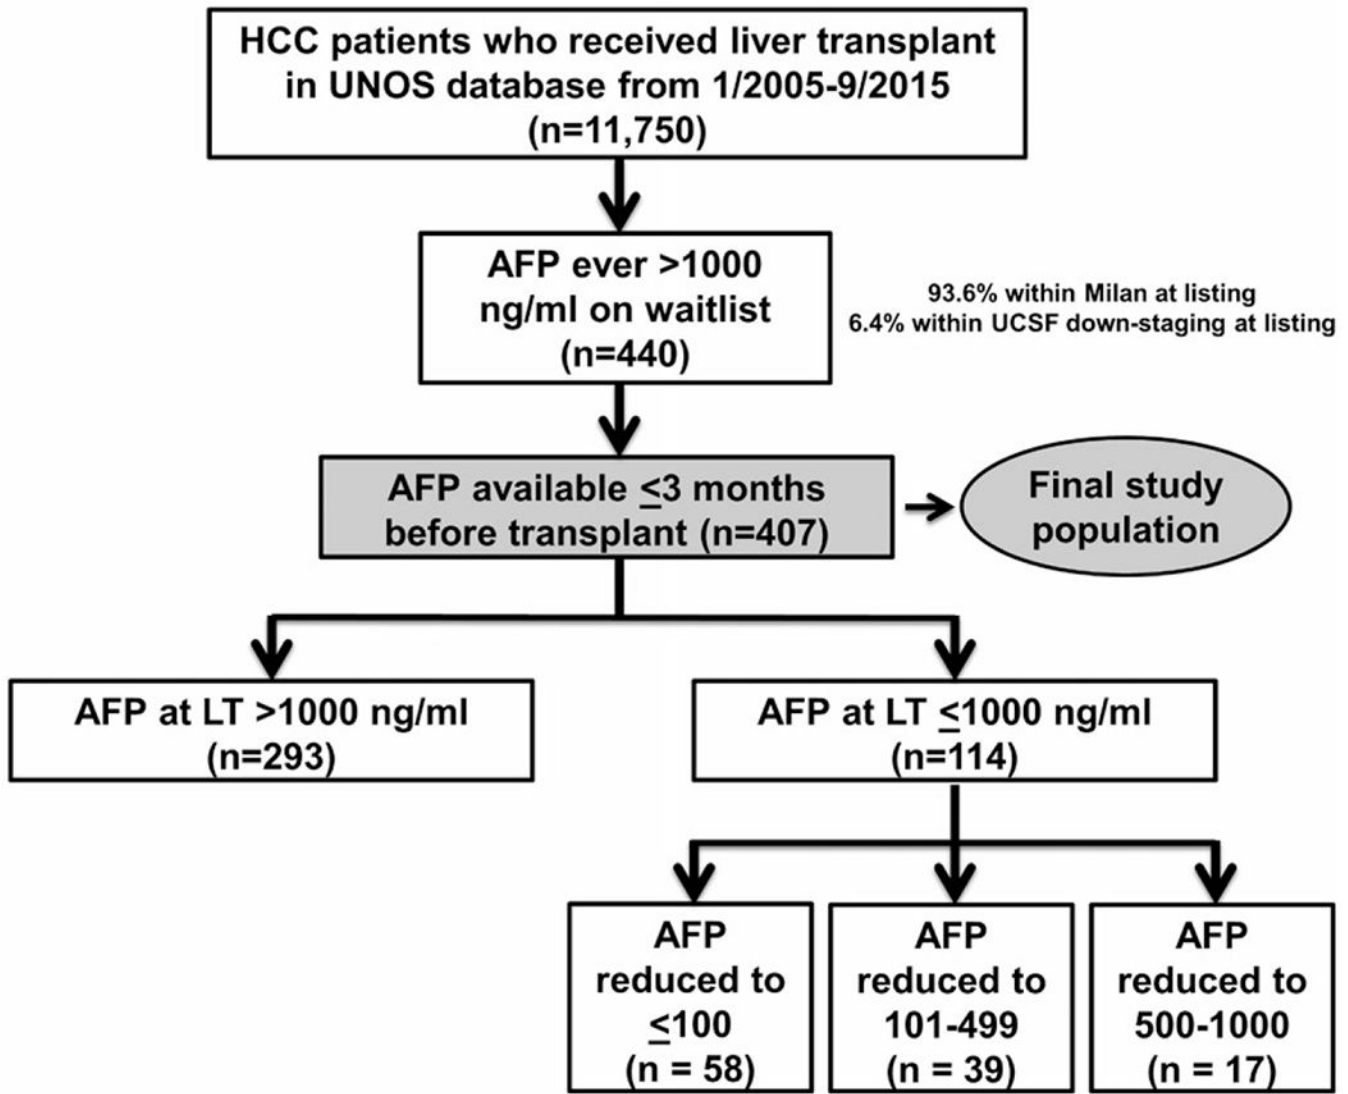 HCC patients who received liver transplant
in UNOS database from 1/2005-9/2015
(n=11,750)
AFP ever >1000
ng/ml on waitlist
(n=440)
93.6% within Milan at listing
6.4% within UCSF down-staging at listing
AFP available ≤3 months
before transplant (n=407)
Final study
population
AFP at LT >1000 ng/ml
(n=293)
AFP at LT ≤1000 ng/ml
(n=114)
AFP
reduced to
≤100
(n = 58)
AFP
reduced to
101-499
(n = 39)
AFP
reduced to
500-1000
(n = 17)